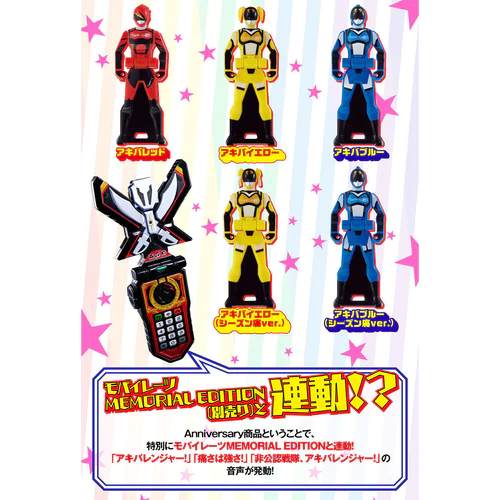 アキバレッド
アキバイエロー
アキバブルー
アキバイエロー
(シーズン痛ver.)
アキバブルー
(シーズン痛ver.)
モバイレーツ
MEMORIAL EDITION
(別売り)と
連動!?
Anniversary商品ということで、
特別にモバイレーツMEMORIAL EDITIONと連動!
「アキバレンジャー!」「痛さは強さ!」「非公認戦隊、アキバレンジャー!」の
音声が発動!